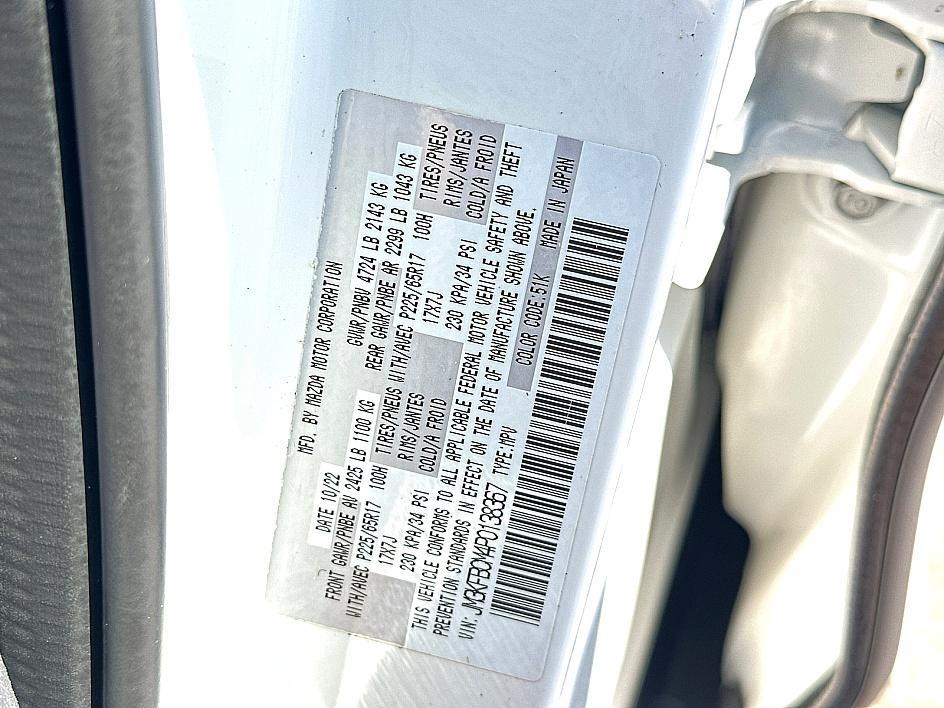 MFD. BY MAZDA MOTOR CORPORATION
DATE 10/22 GVWR/PNBV 4724 LB 2143 KG
FRONT GAWR/PNBE AV 2425 LB 1100 KG REAR GAWR/PNBE AR 2299 LB 1043 KG
WITH/AVEC P225/65R17 100H TIRES/PNEUS WITH/AVEC P225/65R17 100H TIRES/PNEUS
17X7J RIMS/JANTES 17X7J RIMS/JANTES
230 KPA/34 PSI COLD/A FROID 230 KPA/34 PSI COLD/A FROID
THIS VEHICLE CONFORMS TO ALL APPLICABLE FEDERAL MOTOR VEHICLE SAFETY AND THEFT
PREVENTION STANDARDS IN EFFECT ON THE DATE OF MANUFACTURE SHOWN ABOVE.
VIN: JM3KFBCM4P0138367 TYPE:MPV COLOR CODE:51K MADE IN JAPAN